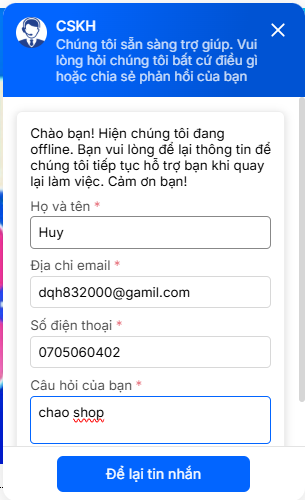 CSKH
Chúng tôi sẵn sàng trợ giúp. Vui
lòng hỏi chúng tôi bất cứ điều gì
hoặc chia sẻ phản hồi của bạn
Chào bạn! Hiện chúng tôi đang
offline. Bạn vui lòng để lại thông tin để
chúng tôi tiếp tục hỗ trợ bạn khi quay
lại làm việc. Cảm ơn bạn!
Họ và tên *
Huy
Địa chỉ email *
dqh832000@gamil.com
Số điện thoại *
0705060402
Câu hỏi của bạn *
chao shop
Để lại tin nhắn